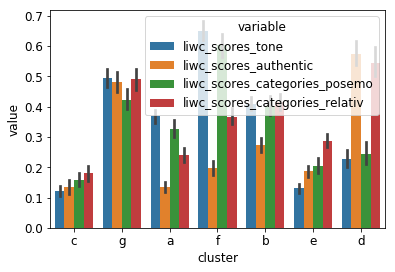 variable
liwc_scores_tone
liwc_scores_authentic
liwc_scores_categories_posemo
liwc_scores_categories_relativ
0.7
0.6
0.5
0.4
0.3
0.2
0.1
0.0
value
c g a f b e d
cluster